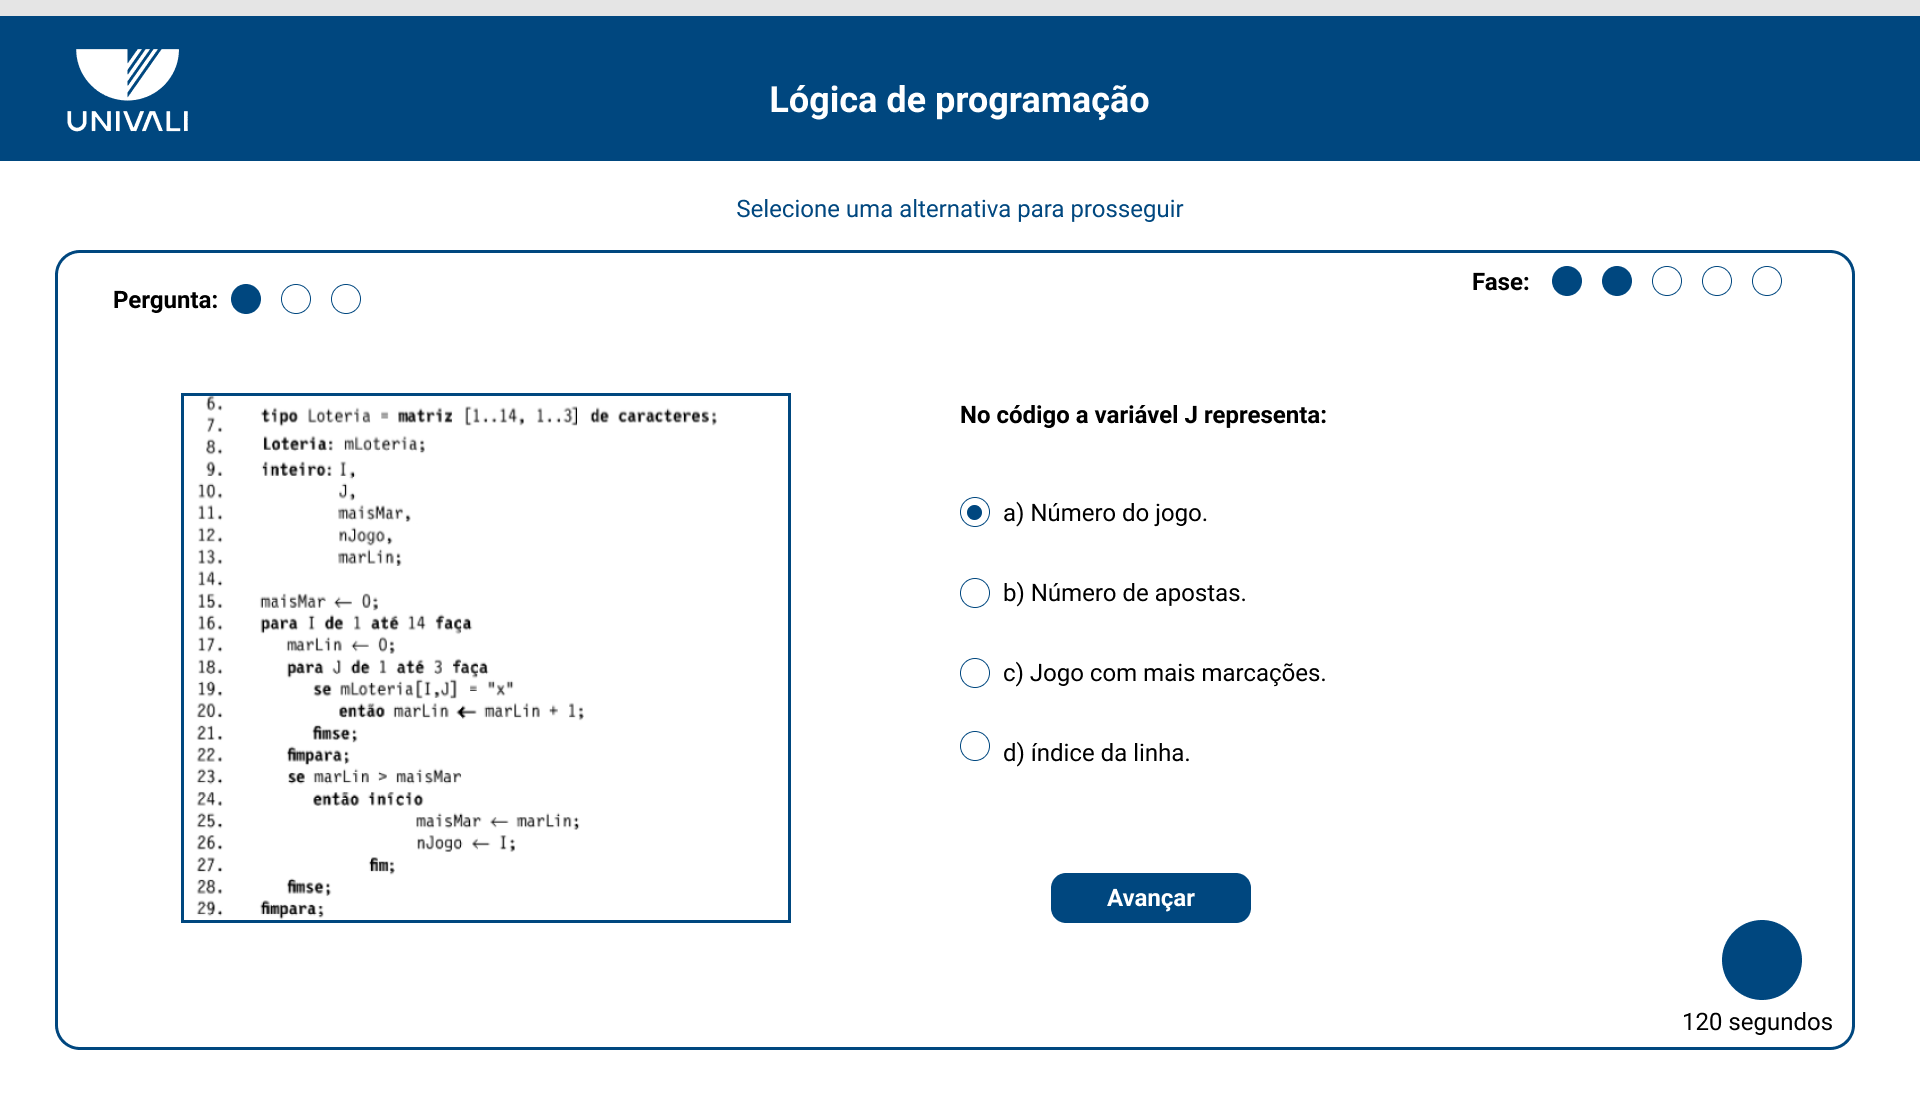 UNIVALI
Lógica de programação
Selecione uma alternativa para prosseguir
Pergunta:
Fase:
6.
7. tipo Loteria = matriz [1..14, 1..3] de caracteres;
8. Loteria: mLoteria;
9. inteiro: I,
10. J,
11. maisMar,
12. nJogo,
13. marLin;
14.
15. maisMar ← 0;
16. para I de 1 até 14 faça
17. marLin ← 0;
18. para J de 1 até 3 faça
19. se mLoteria[I,J] = "x"
20. então marLin ← marLin + 1;
21. fimse;
22. fimpara;
23. se marLin > maisMar
24. então início
25. maisMar ← marLin;
26. nJogo ← I;
27. fim;
28. fimse;
29. fimpara;
No código a variável J representa:
a) Número do jogo.
b) Número de apostas.
c) Jogo com mais marcações.
d) índice da linha.
Avançar
120 segundos